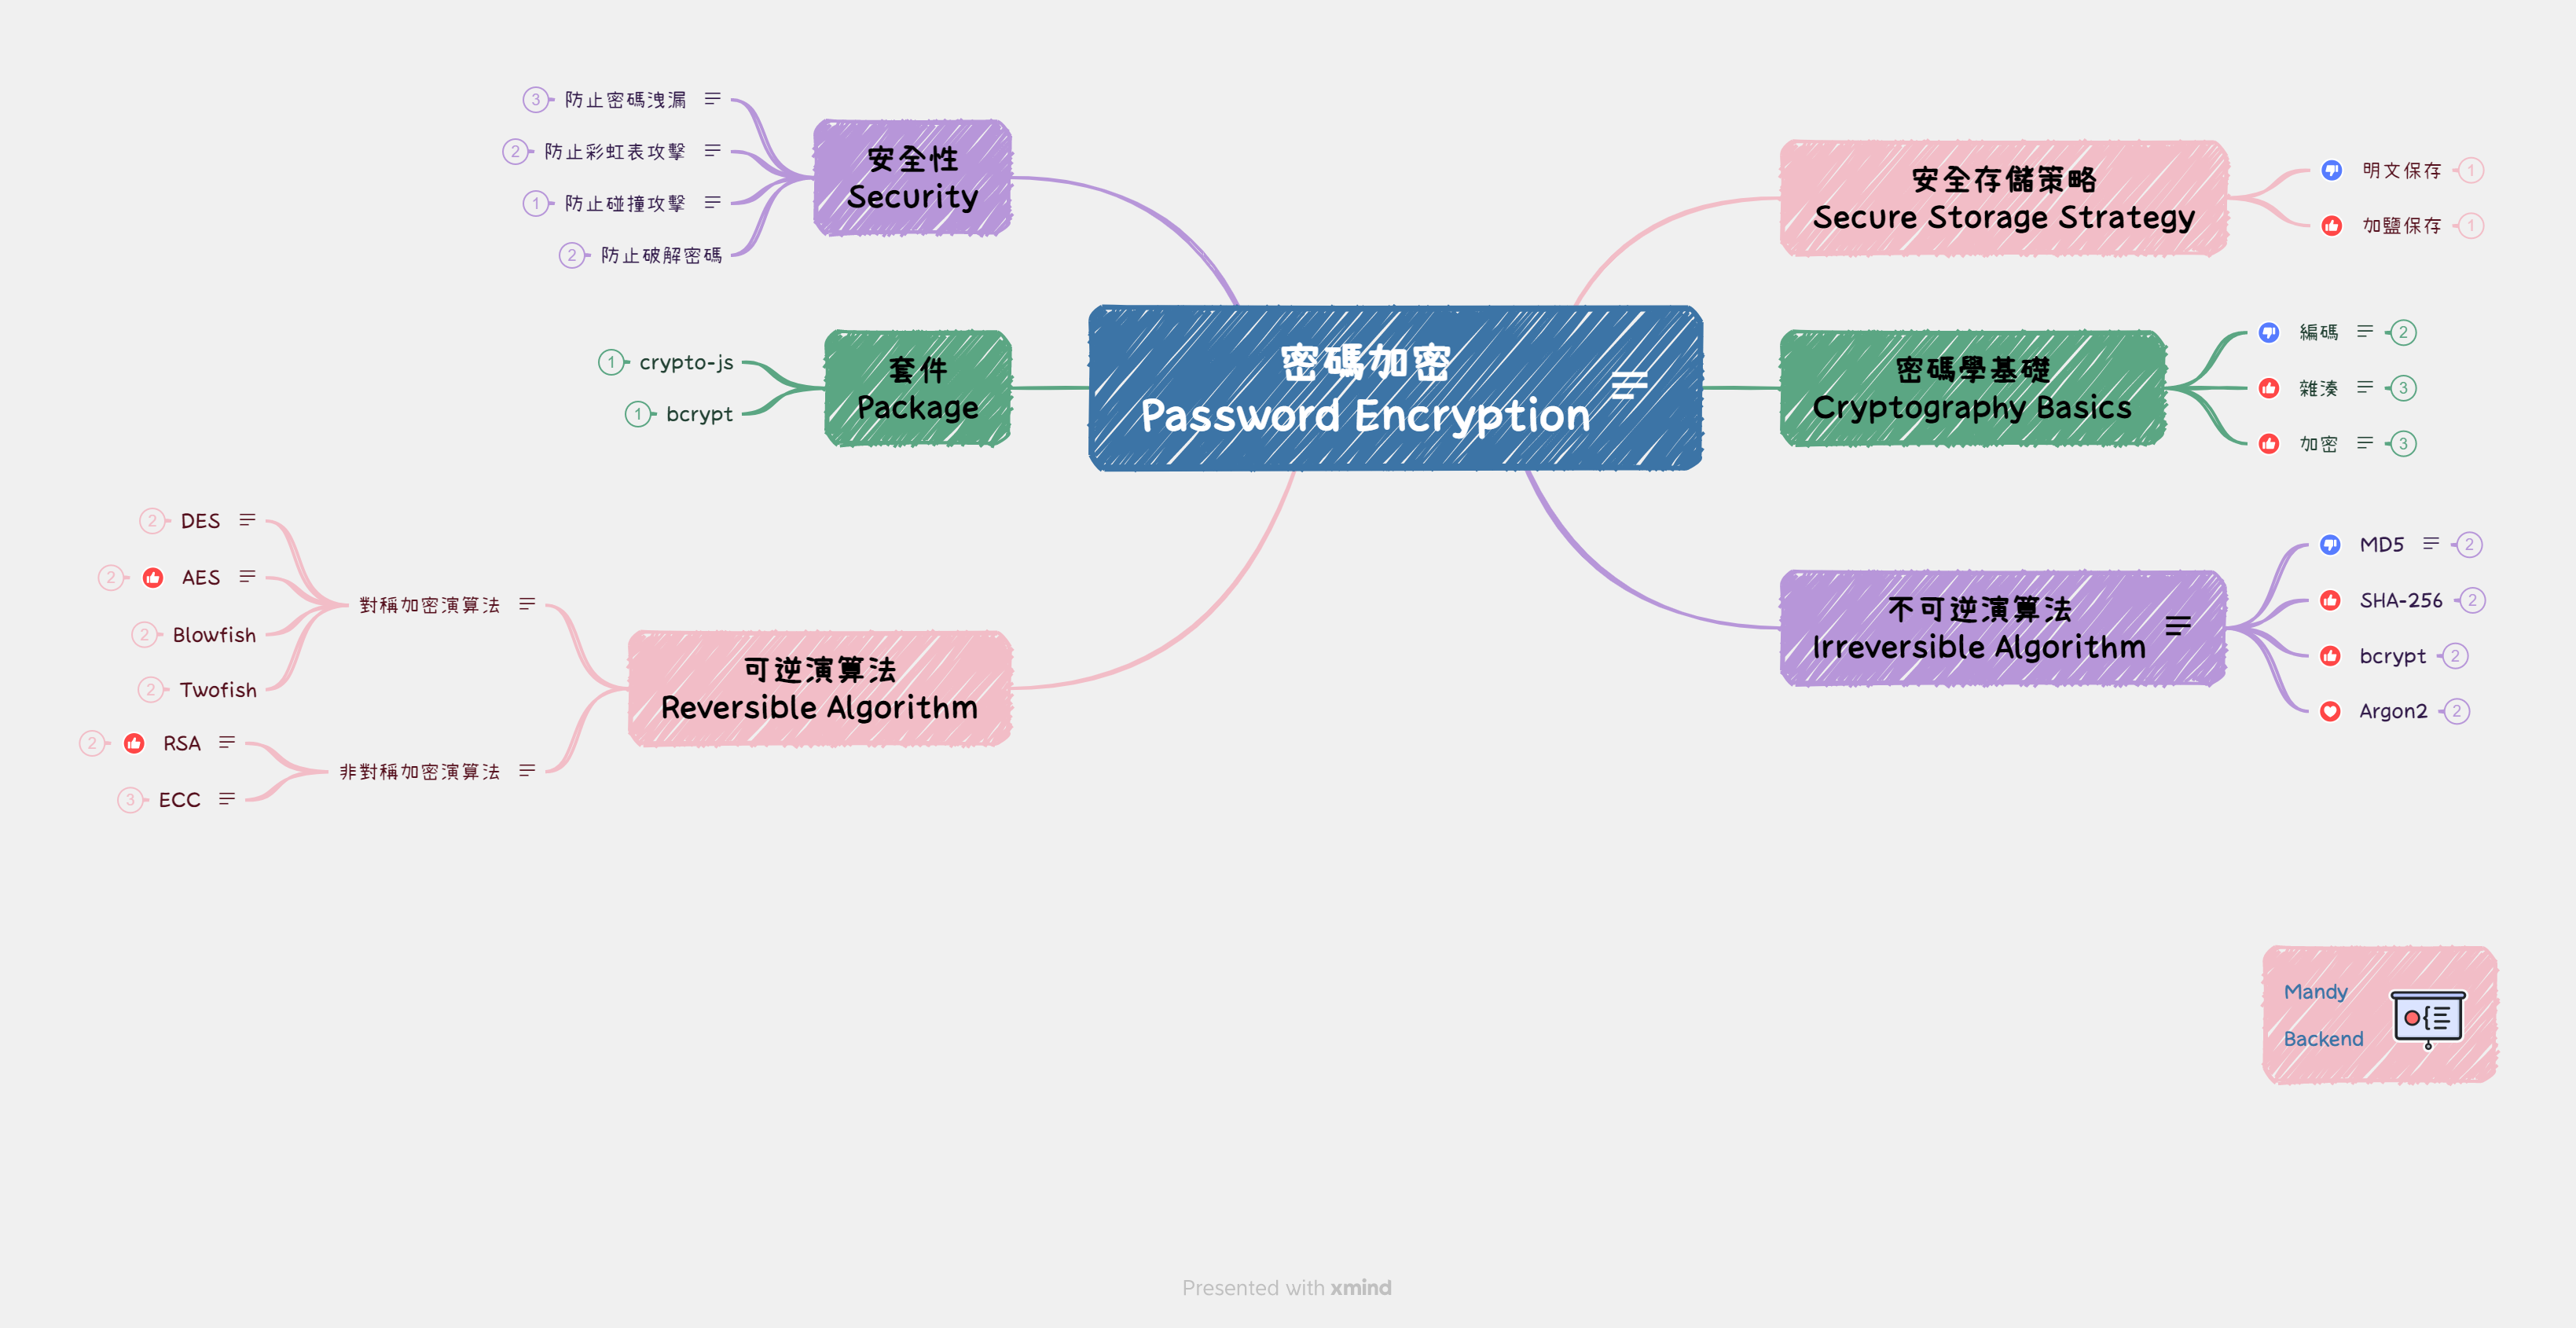 密碼加密
Password Encryption
安全存儲策略
Secure Storage Strategy
明文保存 1
加鹽保存 1
密碼學基礎
Cryptography Basics
編碼 2
雜湊 3
加密 3
不可逆演算法
Irreversible Algorithm
MD5 2
SHA-256 2
bcrypt 2
Argon2 2
安全性
Security
3 防止密碼洩漏
2 防止彩虹表攻擊
1 防止碰撞攻擊
2 防止破解密碼
套件
Package
1 crypto-js
1 bcrypt
可逆演算法
Reversible Algorithm
對稱加密演算法
2 DES
2 AES
2 Blowfish
2 Twofish
非對稱加密演算法
2 RSA
3 ECC
Mandy
Backend
Presented with xmind